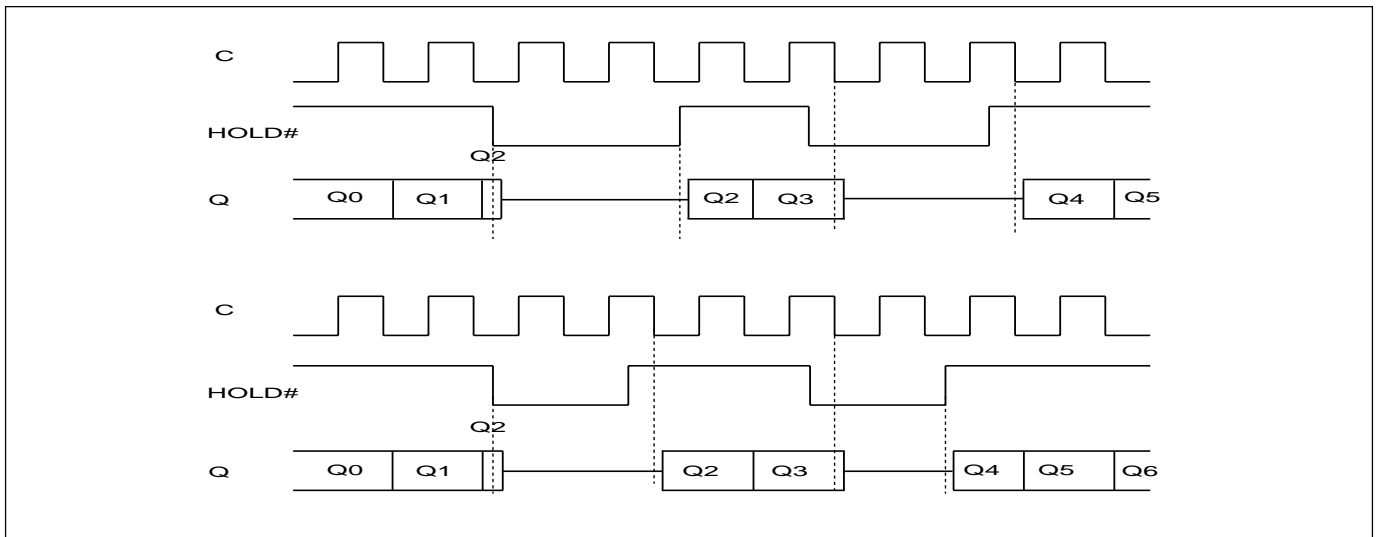 C
HOLD#
Q2
Q Q0 Q1 Q2 Q3 Q4 Q5
C
HOLD#
Q2
Q Q0 Q1 Q2 Q3 Q4 Q5 Q6